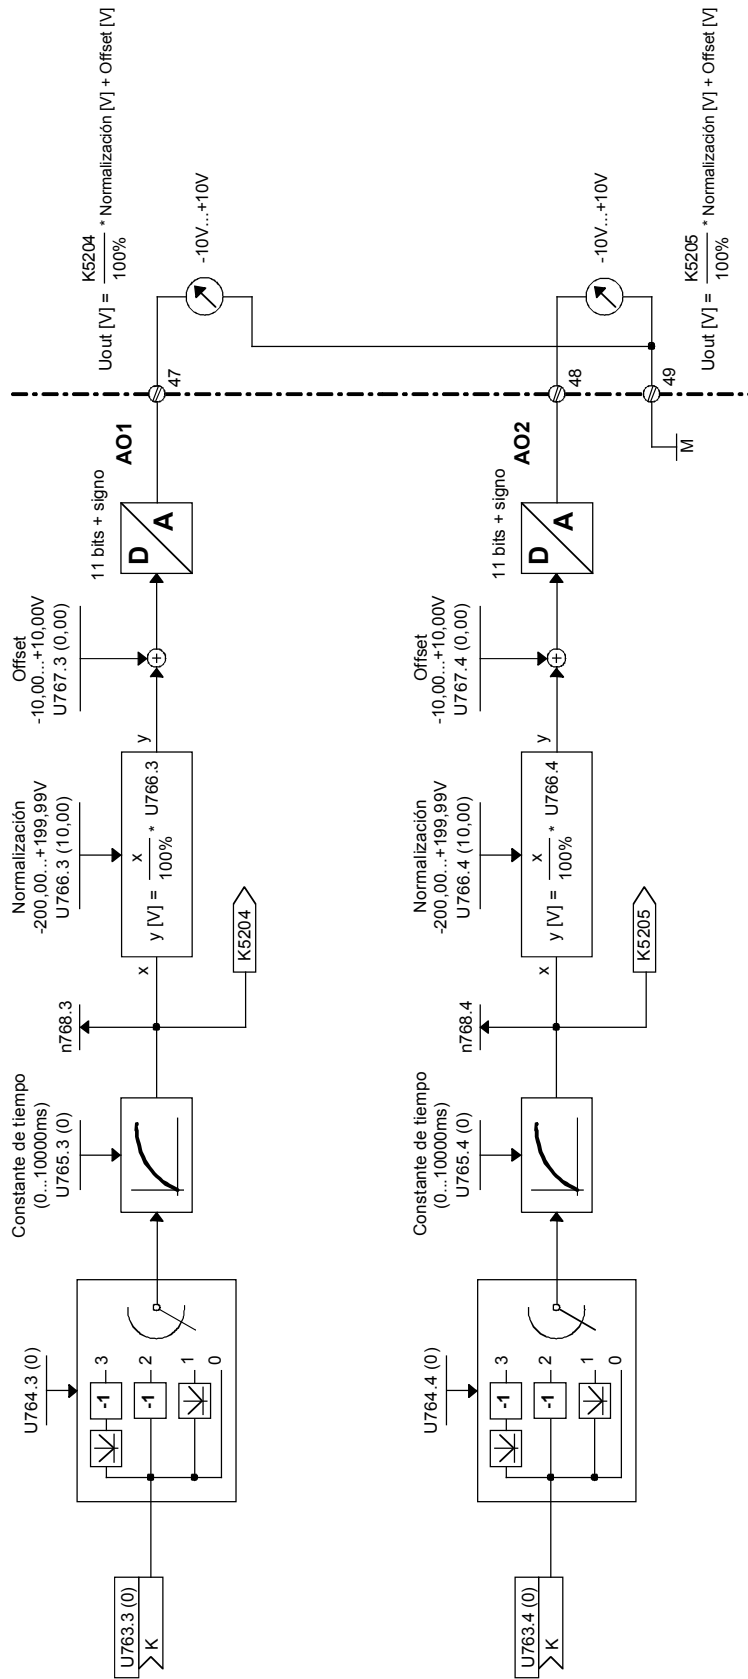 U763.3 (0)
K
U764.3 (0)
-1
3
-1
2
1
0
Constante de tiempo
(0...10000ms)
U765.3 (0)
n768.3
K5204
Normalización
-200,00...+199,99V
U766.3 (10,00)
x
y [V] = x / 100% * U766.3
y
Offset
-10,00...+10,00V
U767.3 (0,00)
+
11 bits + signo
D
A
AO1
47
-10V...+10V
Uout [V] = K5204 / 100% * Normalización [V] + Offset [V]
U763.4 (0)
K
U764.4 (0)
-1
3
-1
2
1
0
Constante de tiempo
(0...10000ms)
U765.4 (0)
n768.4
K5205
Normalización
-200,00...+199,99V
U766.4 (10,00)
x
y [V] = x / 100% * U766.4
y
Offset
-10,00...+10,00V
U767.4 (0,00)
+
11 bits + signo
D
A
AO2
48
49
M
-10V...+10V
Uout [V] = K5205 / 100% * Normalización [V] + Offset [V]